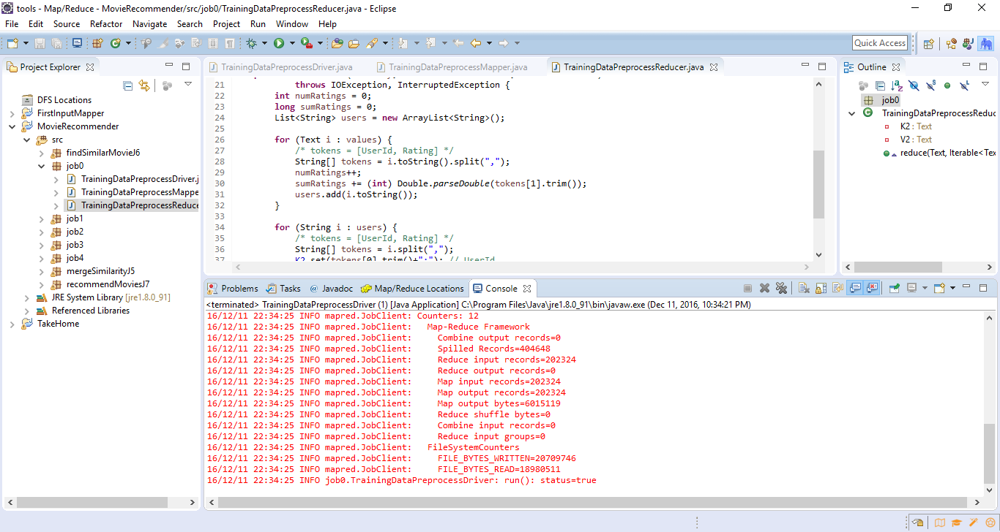 tools - Map/Reduce - MovieRecommender/src/job0/TrainingDataPreprocessReducer.java - Eclipse
File Edit Source Refactor Navigate Search Project Run Window Help
Quick Access
Project Explorer
DFS Locations
FirstInputMapper
MovieRecommender
src
findSimilarMovieJ6
job0
TrainingDataPreprocessDriver.j
TrainingDataPreprocessMappe
TrainingDataPreprocessReduce
job1
job2
job3
job4
mergeSimilarityJ5
recommendMoviesJ7
JRE System Library [jre1.8.0_91]
Referenced Libraries
TakeHome
TrainingDataPreprocessDriver.java TrainingDataPreprocessMapper.java TrainingDataPreprocessReducer.java
21 throws IOException, InterruptedException {
22 int numRatings = 0;
23 long sumRatings = 0;
24 List<String> users = new ArrayList<String>();
25
26 for (Text i : values) {
27 /* tokens = [UserId, Rating] */
28 String[] tokens = i.toString().split(",");
29 numRatings++;
30 sumRatings += (int) Double.parseDouble(tokens[1].trim());
31 users.add(i.toString());
32 }
33
34 for (String i : users) {
35 /* tokens = [UserId, Rating] */
36 String[] tokens = i.split(",");
37 K2.set(tokens[0].trim()+":"); // UserId
Outline
job0
TrainingDataPreprocessReduc
K2 : Text
V2 : Text
reduce(Text, Iterable<Tex
Problems Tasks Javadoc Map/Reduce Locations Console
<terminated> TrainingDataPreprocessDriver (1) [Java Application] C:\Program Files\Java\jre1.8.0_91\bin\javaw.exe (Dec 11, 2016, 10:34:21 PM)
16/12/11 22:34:25 INFO mapred.JobClient: Counters: 12
16/12/11 22:34:25 INFO mapred.JobClient: Map-Reduce Framework
16/12/11 22:34:25 INFO mapred.JobClient: Combine output records=0
16/12/11 22:34:25 INFO mapred.JobClient: Spilled Records=404648
16/12/11 22:34:25 INFO mapred.JobClient: Reduce input records=202324
16/12/11 22:34:25 INFO mapred.JobClient: Reduce output records=0
16/12/11 22:34:25 INFO mapred.JobClient: Map input records=202324
16/12/11 22:34:25 INFO mapred.JobClient: Map output records=202324
16/12/11 22:34:25 INFO mapred.JobClient: Map output bytes=6015119
16/12/11 22:34:25 INFO mapred.JobClient: Reduce shuffle bytes=0
16/12/11 22:34:25 INFO mapred.JobClient: Combine input records=0
16/12/11 22:34:25 INFO mapred.JobClient: Reduce input groups=0
16/12/11 22:34:25 INFO mapred.JobClient: FileSystemCounters
16/12/11 22:34:25 INFO mapred.JobClient: FILE_BYTES_WRITTEN=20709746
16/12/11 22:34:25 INFO mapred.JobClient: FILE_BYTES_READ=18980511
16/12/11 22:34:25 INFO job0.TrainingDataPreprocessDriver: run(): status=true